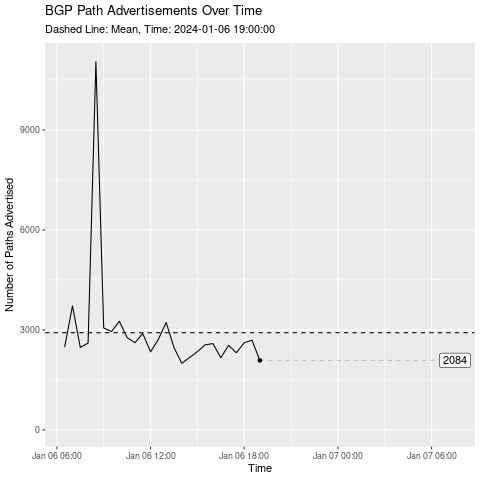 BGP Path Advertisements Over Time
Dashed Line: Mean, Time: 2024-01-06 19:00:00
Number of Paths Advertised
9000
6000
3000
0
2084
Jan 06 06:00 Jan 06 12:00 Jan 06 18:00 Jan 07 00:00 Jan 07 06:00
Time